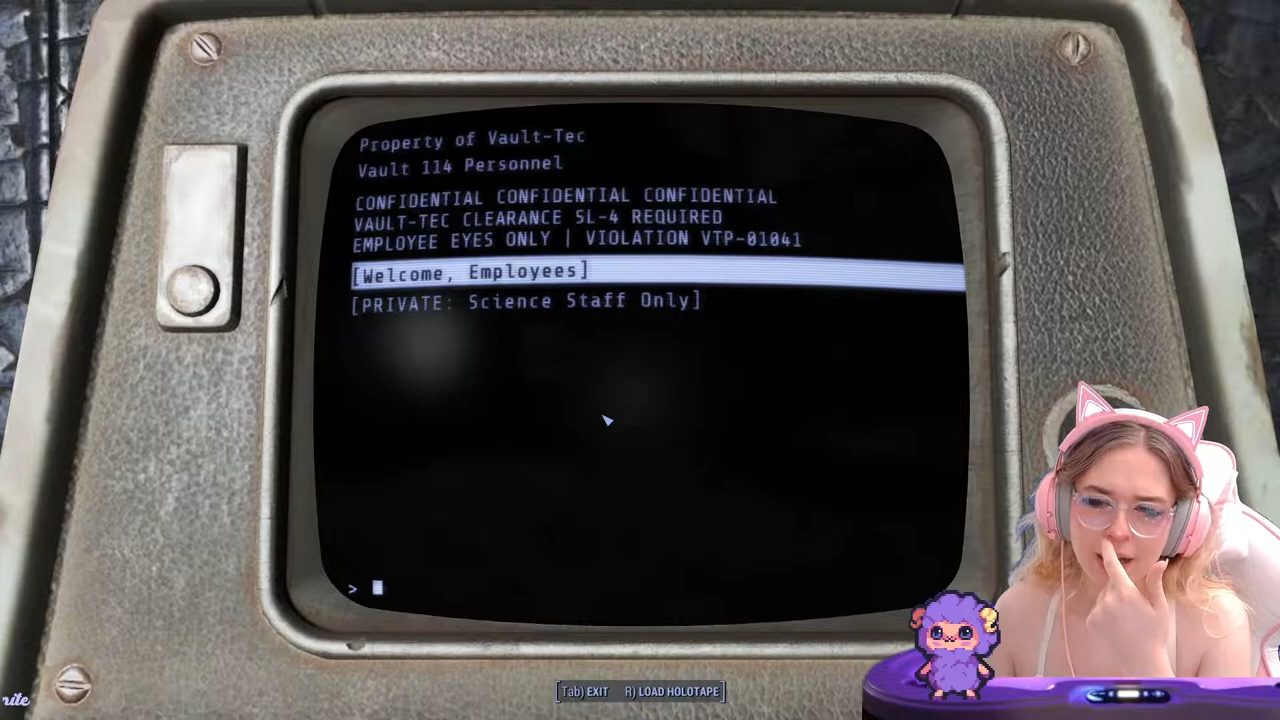 Property of Vault-Tec
Vault 114 Personnel
CONFIDENTIAL CONFIDENTIAL CONFIDENTIAL
VAULT-TEC CLEARANCE SL-4 REQUIRED
EMPLOYEE EYES ONLY | VIOLATION VTP-01041
[Welcome, Employees]
[PRIVATE: Science Staff Only]
>
Tab) EXIT R) LOAD HOLOTAPE